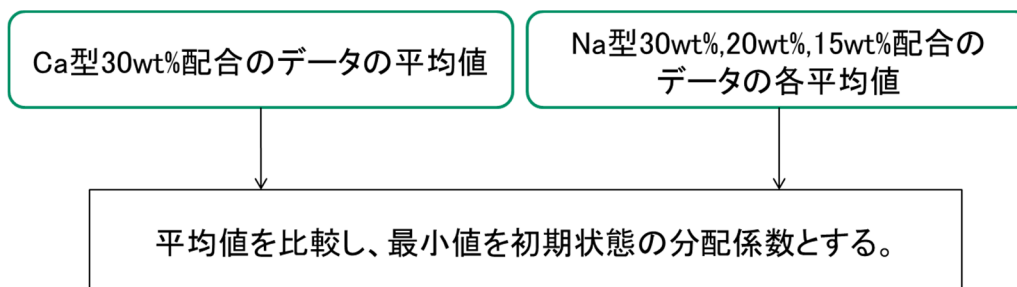 Ca型30wt%配合のデータの平均値
Na型30wt%,20wt%,15wt%配合の
データの各平均値
平均値を比較し、最小値を初期状態の分配係数とする。